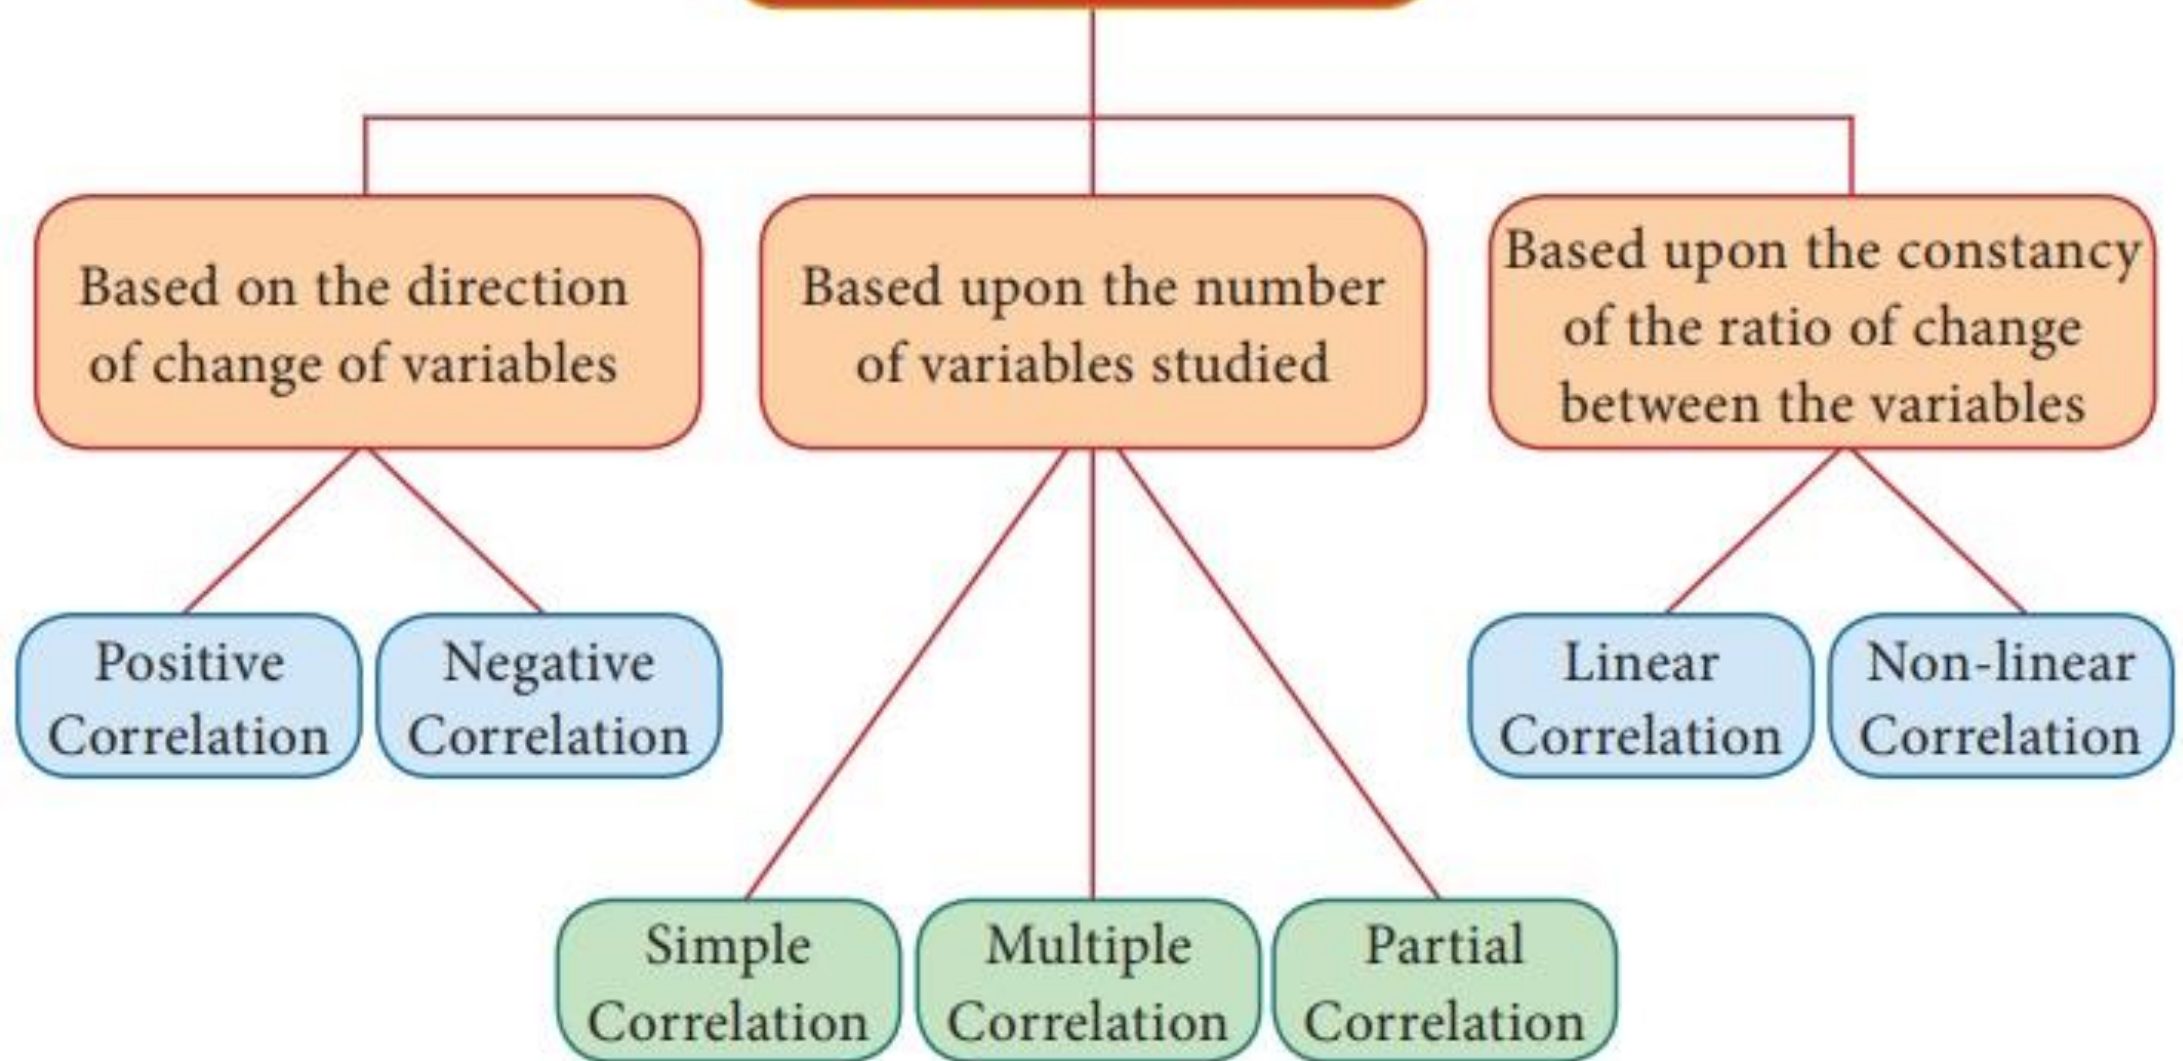 Based on the direction
of change of variables
Based upon the number
of variables studied
Based upon the constancy
of the ratio of change
between the variables
Positive
Correlation
Negative
Correlation
Linear
Correlation
Non-linear
Correlation
Simple
Correlation
Multiple
Correlation
Partial
Correlation